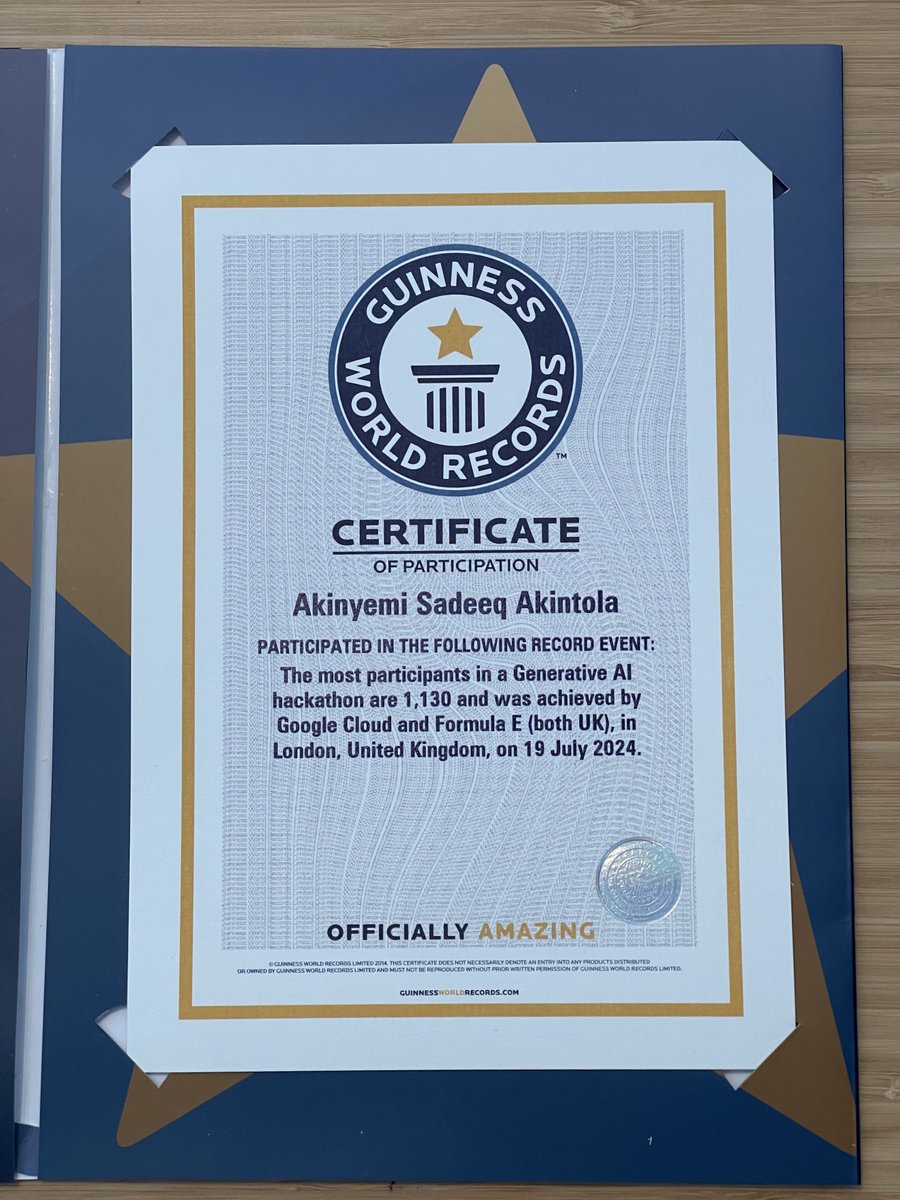 GUINNESS
WORLD RECORDS
™
CERTIFICATE
OF PARTICIPATION
Akinyemi Sadeeq Akintola
PARTICIPATED IN THE FOLLOWING RECORD EVENT:
The most participants in a Generative AI
hackathon are 1,130 and was achieved by
Google Cloud and Formula E (both UK), in
London, United Kingdom, on 19 July 2024.
OFFICIALLY AMAZING
© GUINNESS WORLD RECORDS LIMITED 2014. THIS CERTIFICATE DOES NOT NECESSARILY DENOTE AN ENTRY INTO ANY PRODUCTS DISTRIBUTED
OR OWNED BY GUINNESS WORLD RECORDS LIMITED AND MUST NOT BE REPRODUCED WITHOUT PRIOR WRITTEN PERMISSION OF GUINNESS WORLD RECORDS LIMITED.
GUINNESSWORLDRECORDS.COM